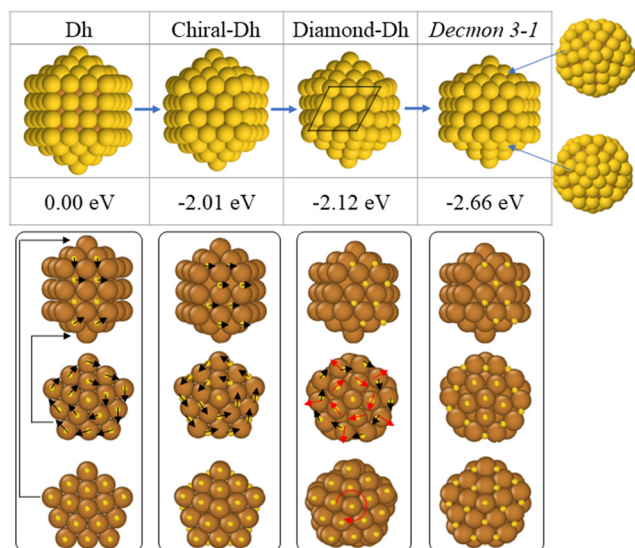 Dh
Chiral-Dh
Diamond-Dh
Decmon 3-1
0.00 eV
-2.01 eV
-2.12 eV
-2.66 eV